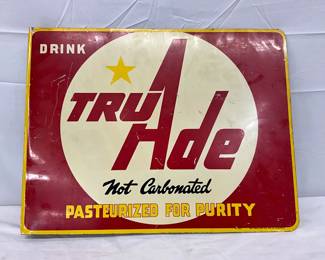 DRINK
TRU Ade
Not Carbonated
PASTEURIZED FOR PURITY